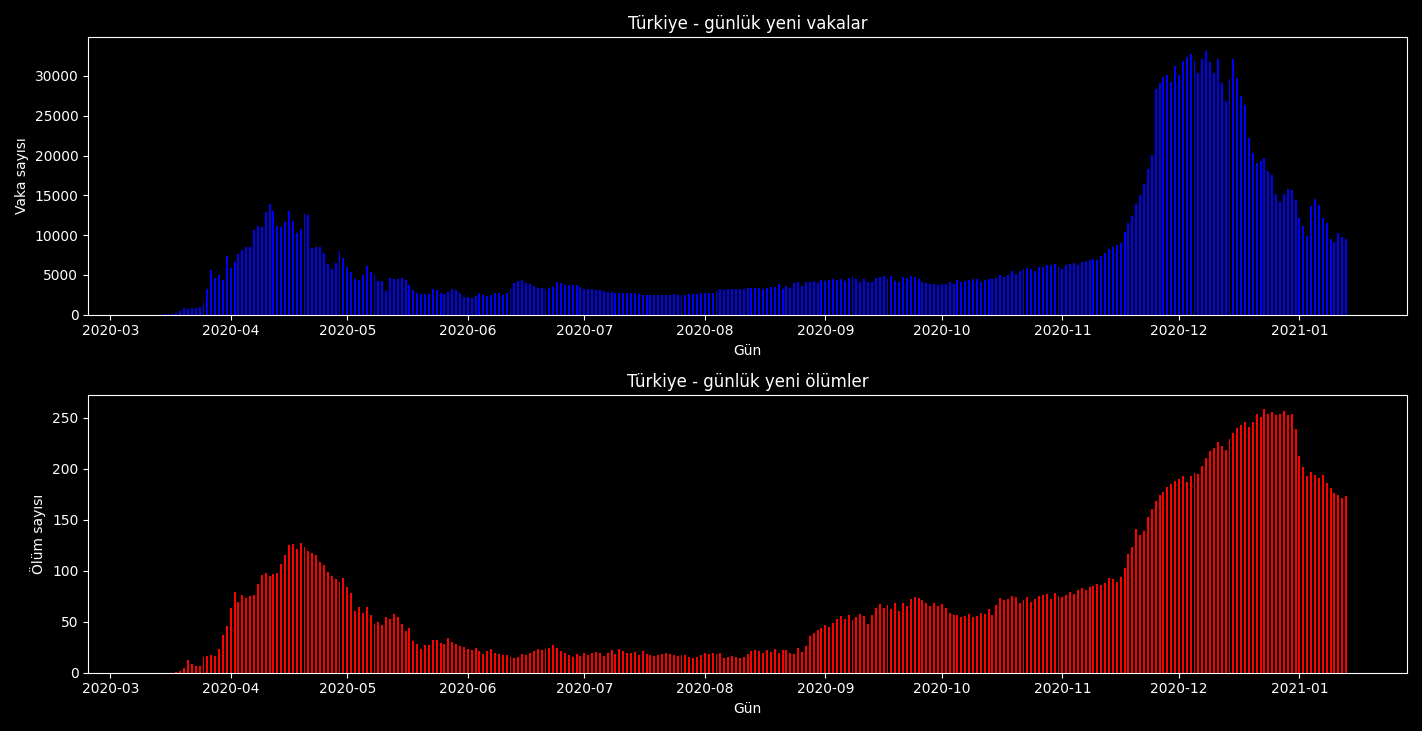 Türkiye - günlük yeni vakalar
Vaka sayısı
30000
25000
20000
15000
10000
5000
0
2020-03 2020-04 2020-05 2020-06 2020-07 2020-08 2020-09 2020-10 2020-11 2020-12 2021-01
Gün
Türkiye - günlük yeni ölümler
Ölüm sayısı
250
200
150
100
50
0
2020-03 2020-04 2020-05 2020-06 2020-07 2020-08 2020-09 2020-10 2020-11 2020-12 2021-01
Gün